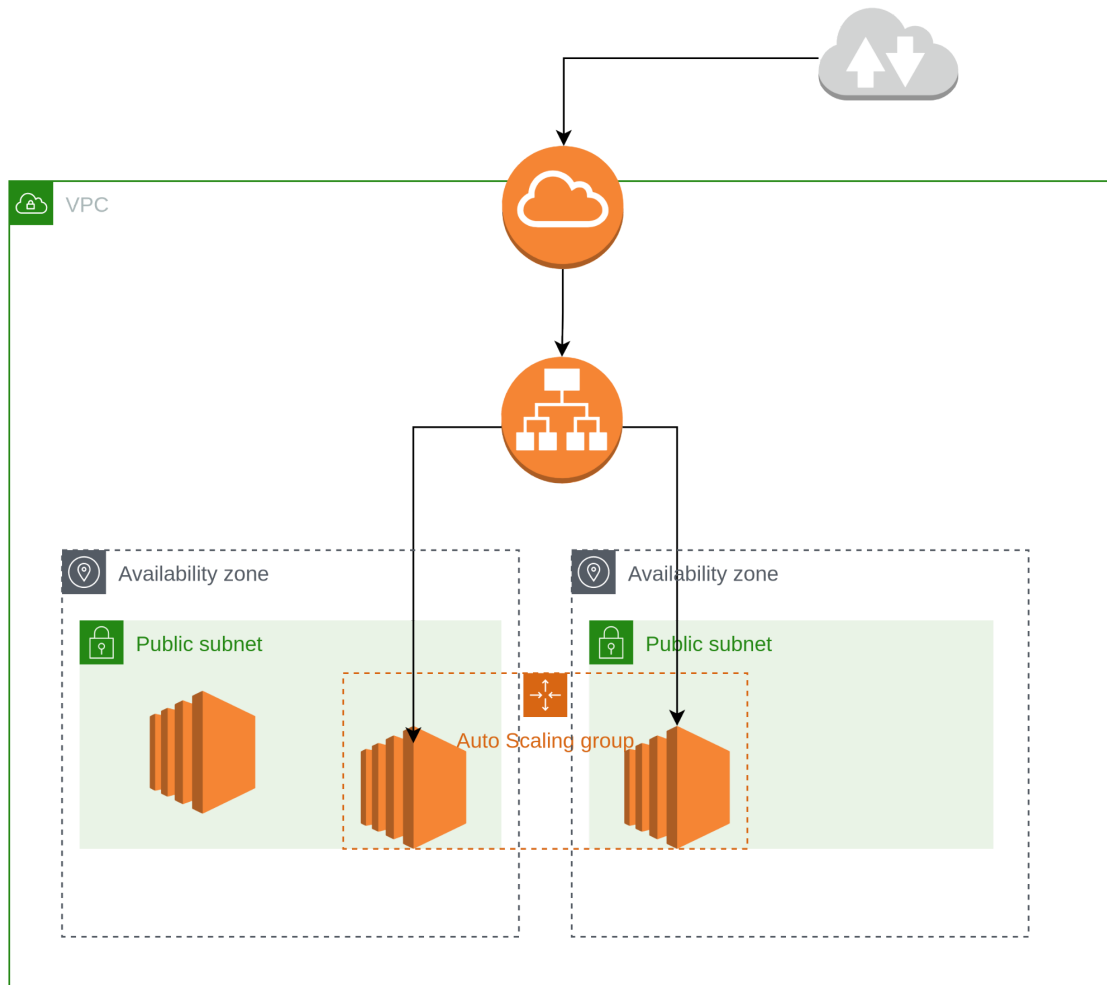 VPC
Availability zone
Availability zone
Public subnet
Public subnet
Auto Scaling group